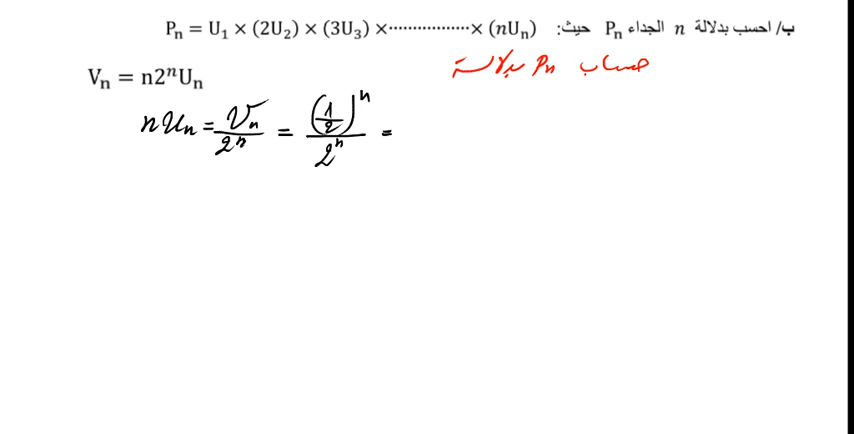 ب/ احسب بدلالة n الجداء Pₙ حيث: Pₙ = U₁ × (2U₂) × (3U₃) ×·················× (nUₙ)
حساب Pₙ بدلالة
Vₙ = n2ⁿUₙ
nUₙ = Vₙ/2ⁿ = (1/2)ⁿ/2ⁿ =